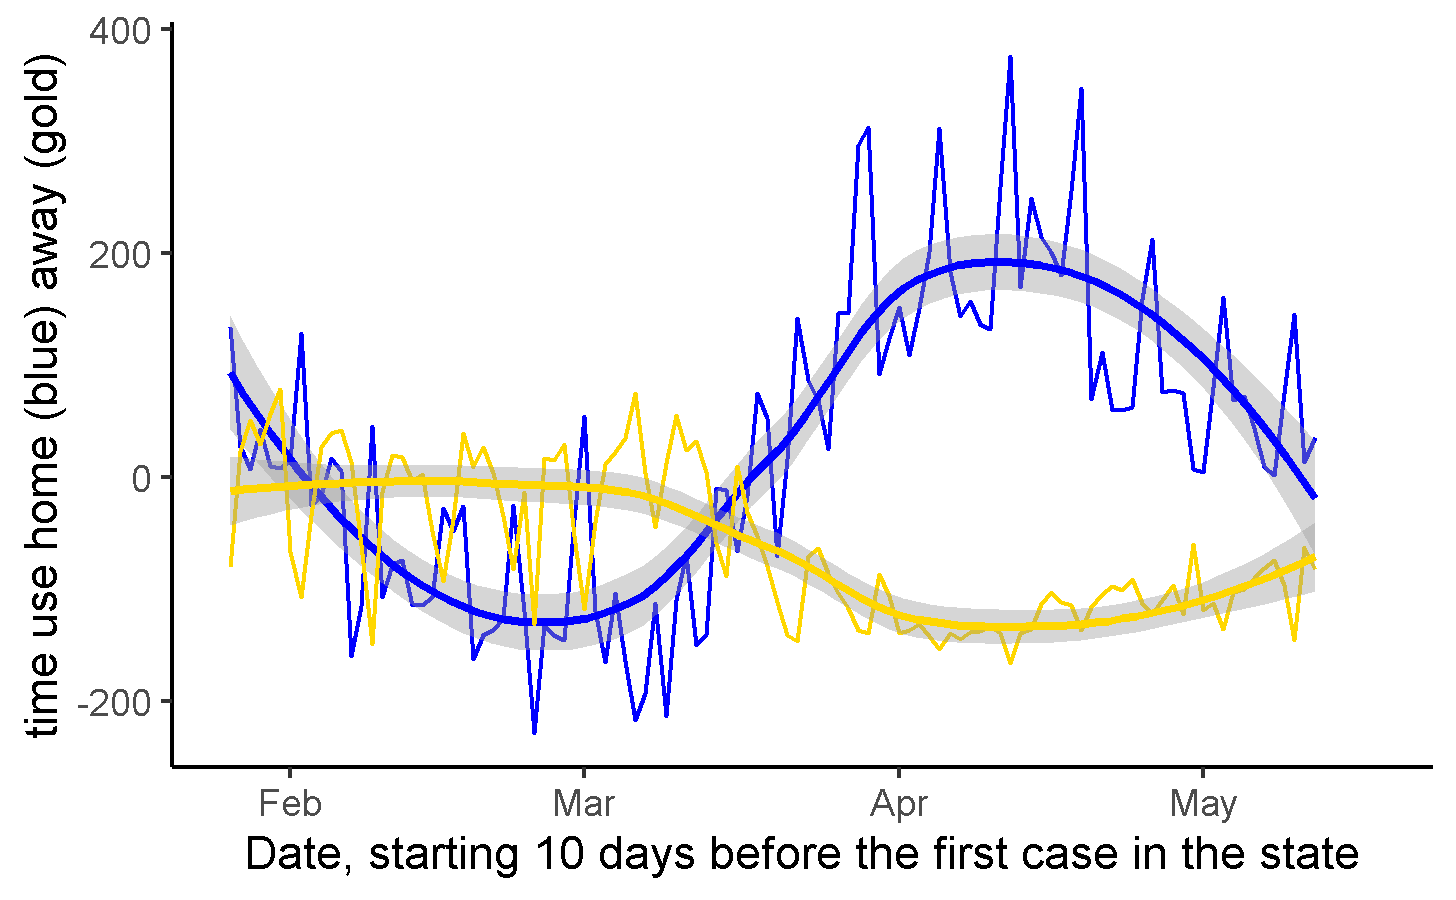 time use home (blue) away (gold)
400
200
0
-200
Feb Mar Apr May
Date, starting 10 days before the first case in the state